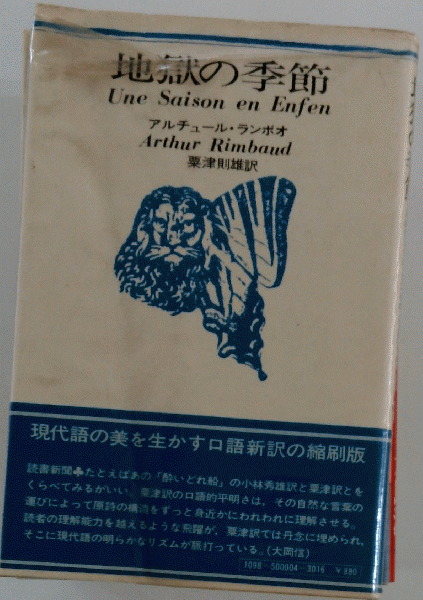 地獄の季節
Une Saison en Enfen
アルチュール・ランボオ
Arthur Rimbaud
粟津則雄訳
現代語の美を生かす口語新訳の縮刷版
読書新聞♣たとえばあの「酔いどれ船」の小林秀雄訳と粟津訳とを
くらべてみるがいい。粟津訳の口語的平明さは、その自然な言葉の
運びによって原詩の構造をずっと身近かにわれわれに理解させる。
読者の理解能力を越えるような飛躍が、粟津訳では丹念に埋められ、
そこに現代語の明らかなリズムが脈打っている。(大岡信)
1098-500004-3016 ¥880